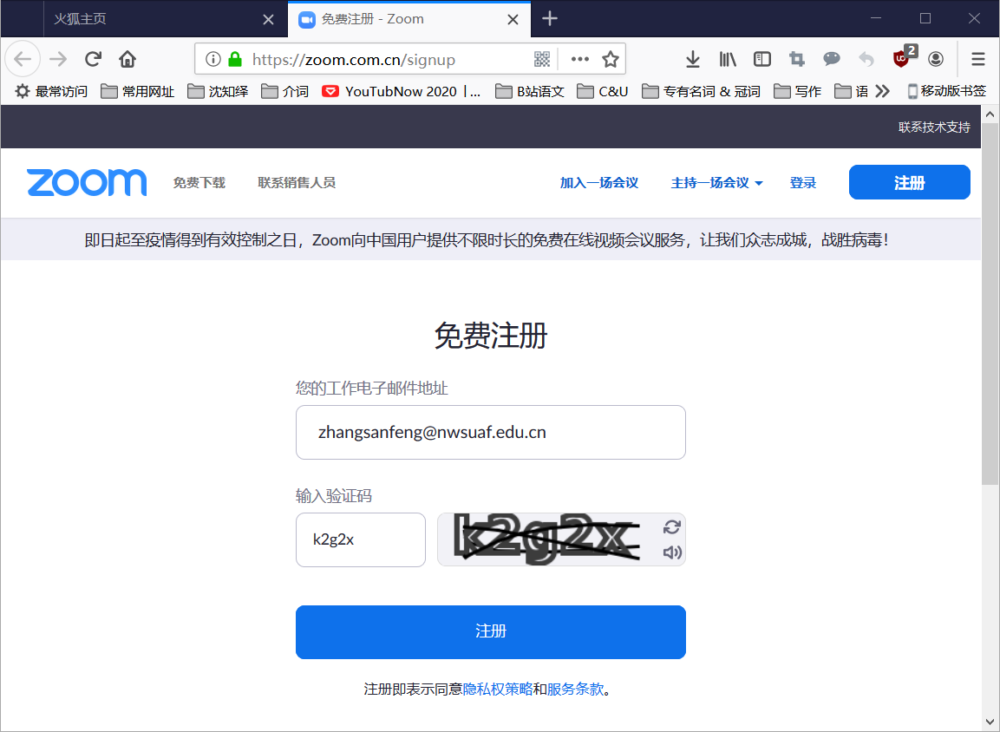 火狐主页
免费注册 - Zoom
https://zoom.com.cn/signup
2
最常访问 常用网址 沈知绎 介词 YouTubNow 2020 | ... B站语文 C&U 专有名词 & 冠词 写作 语 移动版书签
联系技术支持
zoom 免费下载 联系销售人员 加入一场会议 主持一场会议 登录 注册
即日起至疫情得到有效控制之日，Zoom向中国用户提供不限时长的免费在线视频会议服务，让我们众志成城，战胜病毒！
免费注册
您的工作电子邮件地址
zhangsanfeng@nwsuaf.edu.cn
输入验证码
k2g2x k2g2x
注册
注册即表示同意隐私权策略和服务条款。